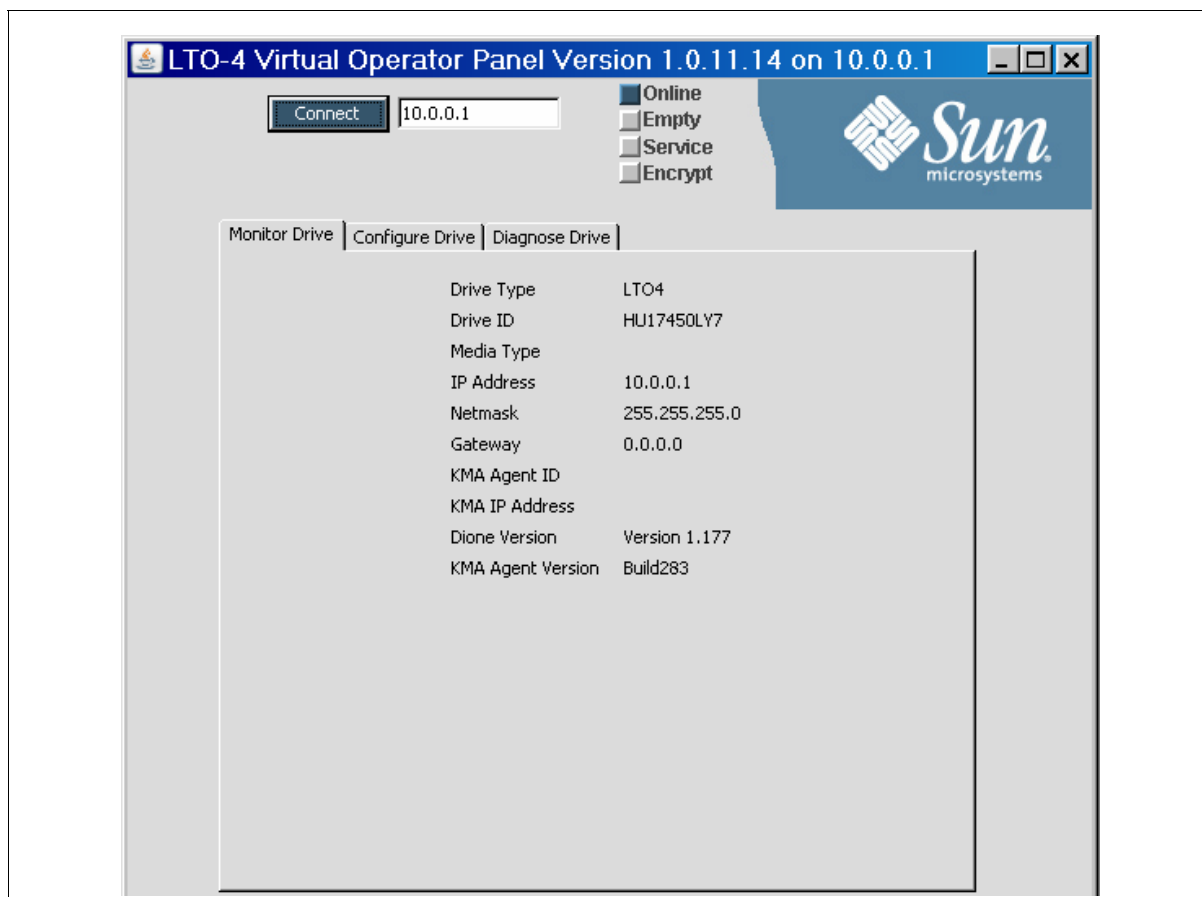 LTO-4 Virtual Operator Panel Version 1.0.11.14 on 10.0.0.1
Connect 10.0.0.1
Online
Empty
Service
Encrypt
Sun.
microsystems
Monitor Drive Configure Drive Diagnose Drive
Drive Type LTO4
Drive ID HU17450LY7
Media Type
IP Address 10.0.0.1
Netmask 255.255.255.0
Gateway 0.0.0.0
KMA Agent ID
KMA IP Address
Dione Version Version 1.177
KMA Agent Version Build283